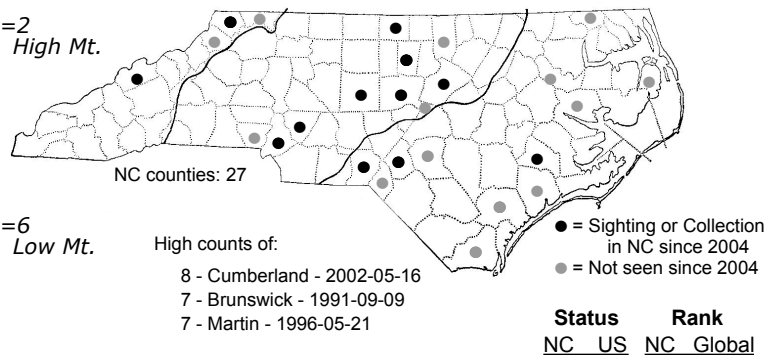 =2
High Mt.
NC counties: 27
=6
Low Mt.
High counts of:
8 - Cumberland - 2002-05-16
7 - Brunswick - 1991-09-09
7 - Martin - 1996-05-21
= Sighting or Collection
in NC since 2004
= Not seen since 2004
Status Rank
NC US NC Global